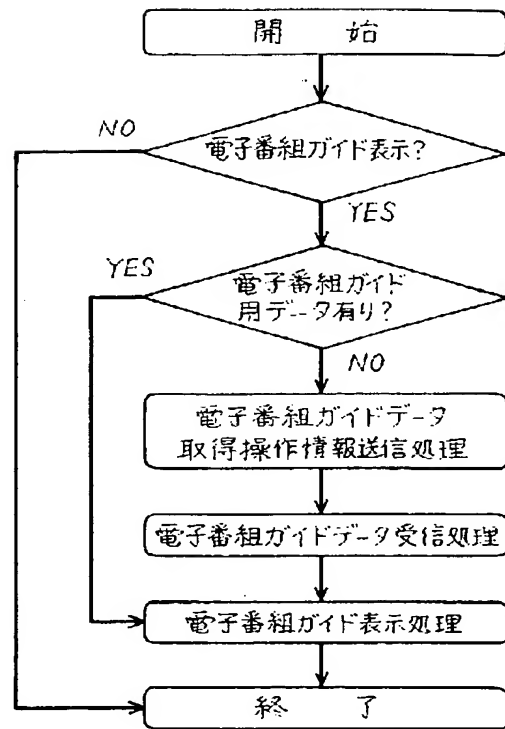 開 始
NO
電子番組ガイド表示?
YES
YES
電子番組ガイド
用データ有り?
NO
電子番組ガイドデータ
取得操作情報送信処理
電子番組ガイドデータ受信処理
電子番組ガイド表示処理
終 了